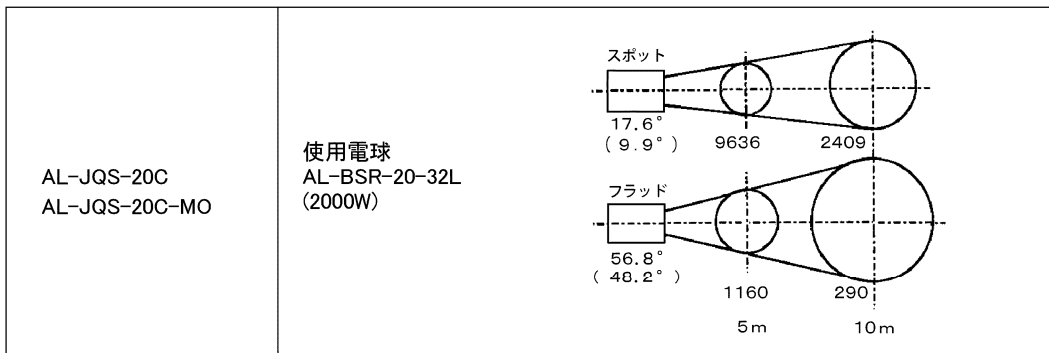 AL-JQS-20C
AL-JQS-20C-MO
使用電球
AL-BSR-20-32L
(2000W)
スポット
17.6°
(9.9°)
9636
2409
フラッド
56.8°
(48.2°)
1160
290
5m
10m